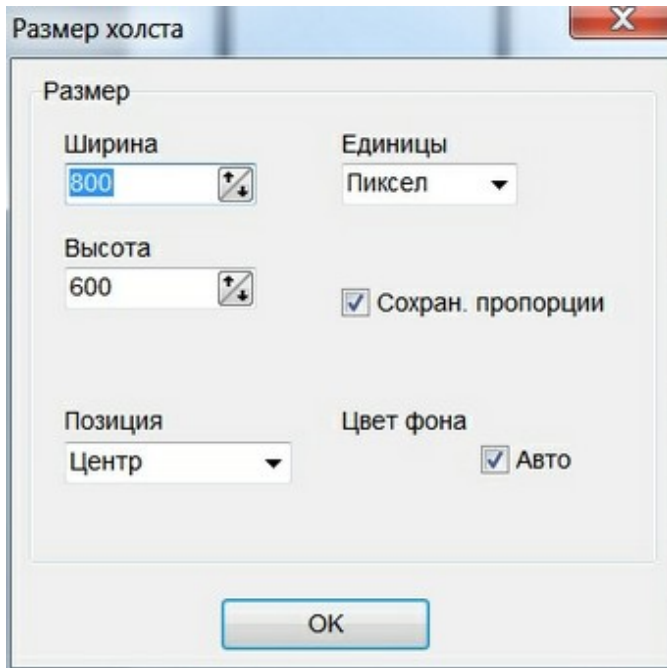 Размер холста
Размер
Ширина
Единицы
800
Пиксел
Высота
600
Сохран. пропорции
Позиция
Цвет фона
Центр
Авто
OK